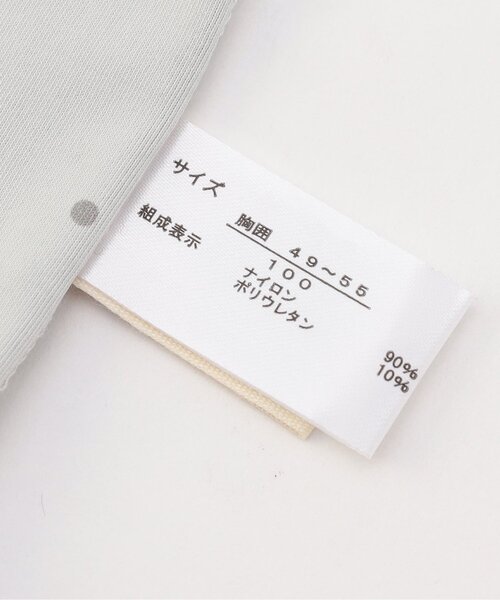 サイズ
胸囲 49~55
100
組成表示
ナイロン 90%
ポリウレタン 10%